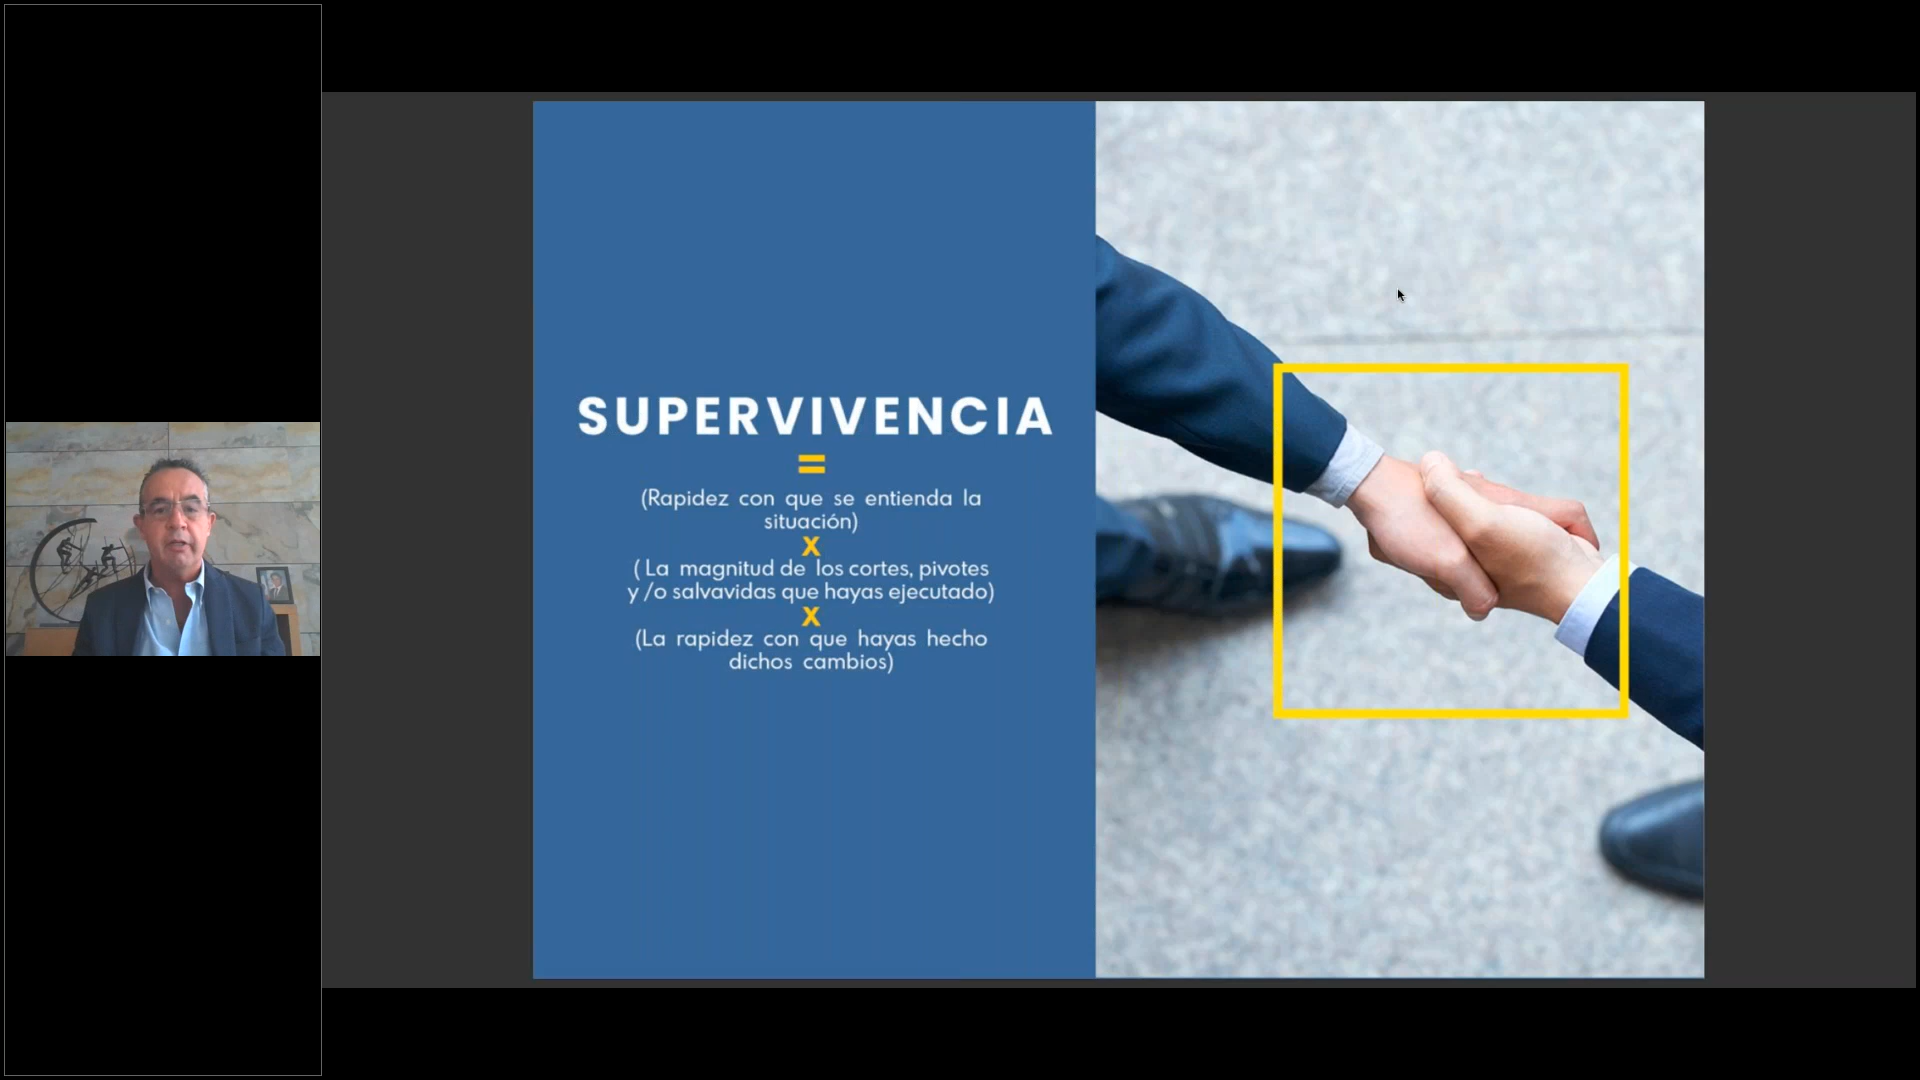 SUPERVIVENCIA
=
(Rapidez con que se entienda la
situación)
X
( La magnitud de los cortes, pivotes
y /o salvavidas que hayas ejecutado)
X
(La rapidez con que hayas hecho
dichos cambios)